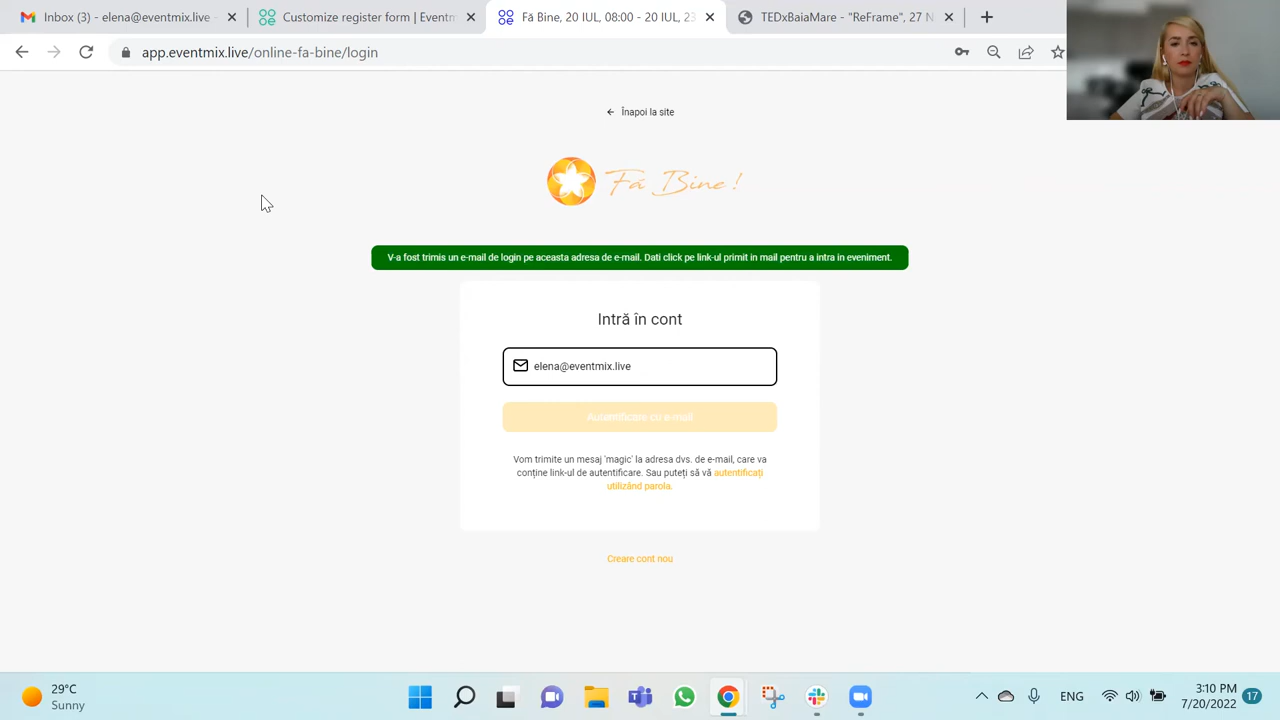 Inbox (3) - elena@eventmix.live -
Customize register form | Eventm
Fă Bine, 20 IUL, 08:00 - 20 IUL, 23
TEDxBaiaMare - "ReFrame", 27 N
app.eventmix.live/online-fa-bine/login
Înapoi la site
Fă Bine!
V-a fost trimis un e-mail de login pe aceasta adresa de e-mail. Dati click pe link-ul primit in mail pentru a intra in eveniment.
Intră în cont
elena@eventmix.live
Autentificare cu e-mail
Vom trimite un mesaj 'magic' la adresa dvs. de e-mail, care va
conține link-ul de autentificare. Sau puteți să vă autentificați
utilizând parola.
Creare cont nou
29°C
Sunny
ENG
3:10 PM
7/20/2022
17